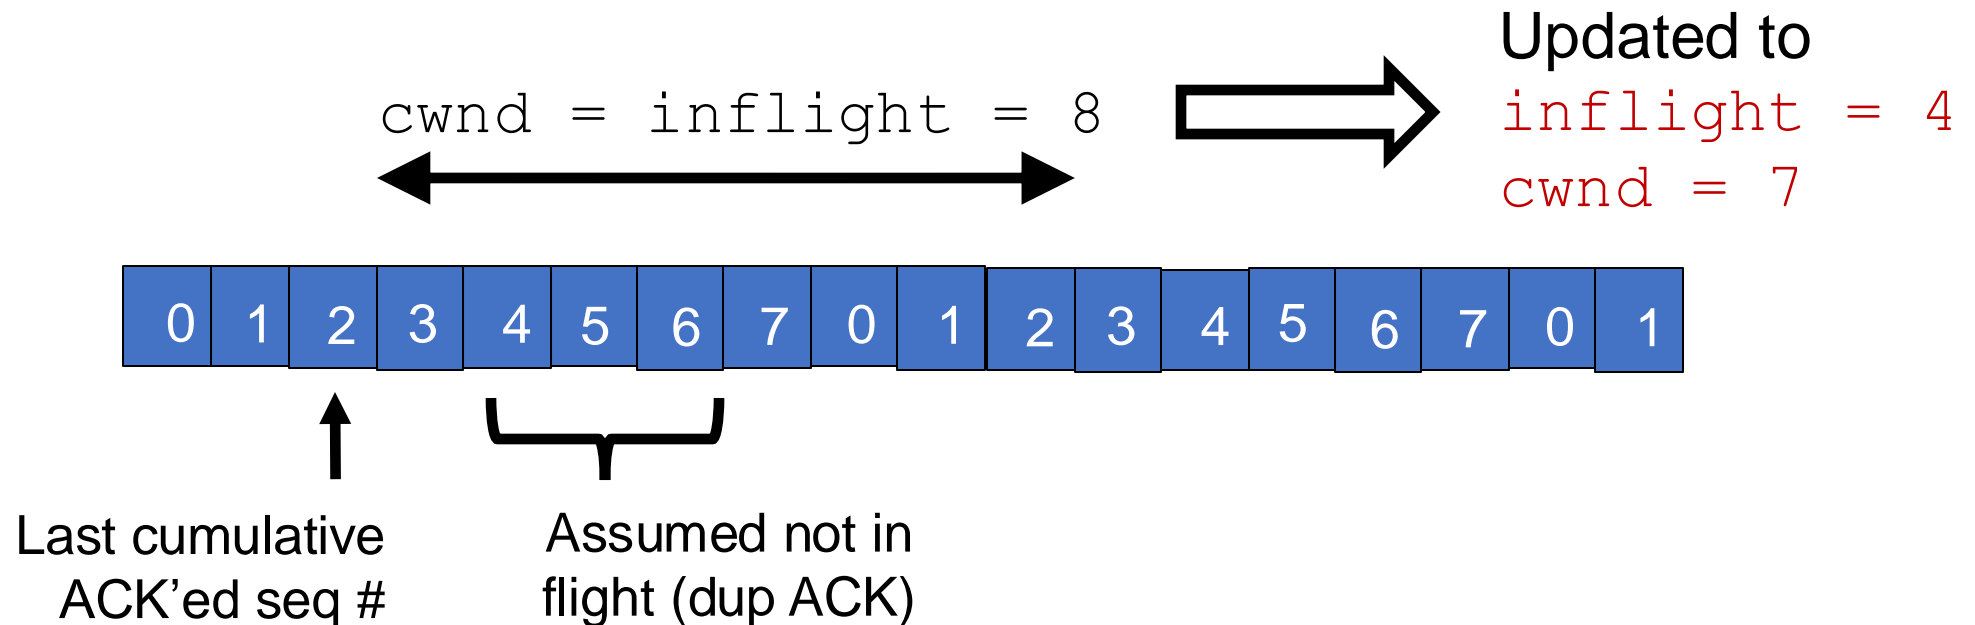 Updated to
cwnd = inflight = 8
inflight = 4
cwnd = 7
0 1 2 3 4 5 6 7 0 1 2 3 4 5 6 7 0 1
Last cumulative
ACK’ed seq #
Assumed not in
flight (dup ACK)